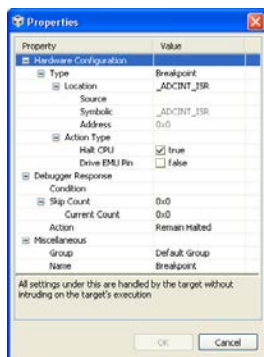 Properties
Property Value
Hardware Configuration
Type Breakpoint
Location _ADCINT_ISR
Source
Symbolic _ADCINT_ISR
Address 0x0
Action Type
Halt CPU true
Drive EMU Pin false
Debugger Response
Condition
Skip Count 0x0
Current Count 0x0
Action Remain Halted
Miscellaneous
Group Default Group
Name Breakpoint
All settings under this are handled by the target without
intruding on the target's execution
OK Cancel